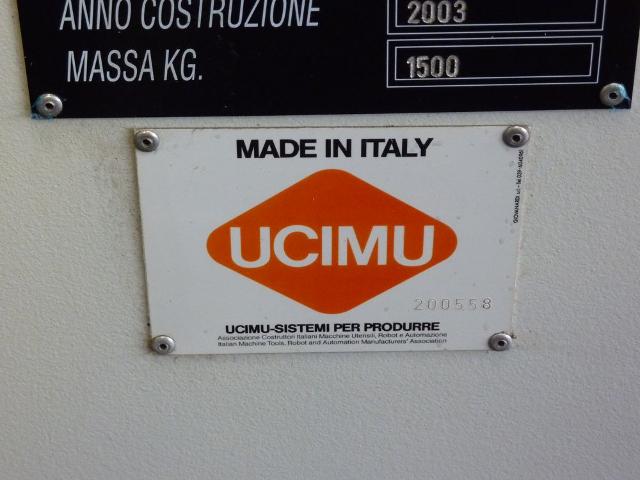 ANNO COSTRUZIONE 2003
MASSA KG. 1500
MADE IN ITALY
UCIMU
200558
UCIMU-SISTEMI PER PRODURRE
Associazione Costruttori Italiani Macchine Utensili, Robot e Automazione
Italian Machine Tools, Robot and Automation Manufacturers' Association